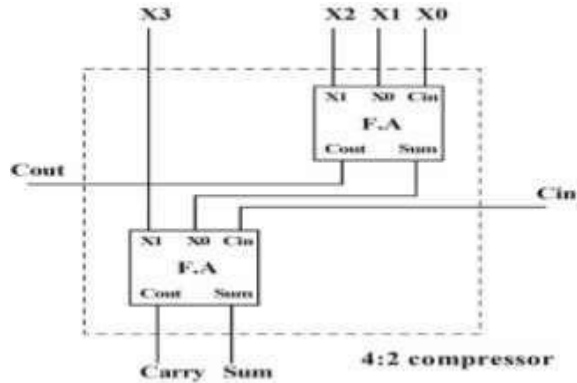 X3 X2 X1 X0
X1 X0 Cin
F.A
Cout Sum
Cout
Cin
X1 X0 Cin
F.A
Cout Sum
Carry Sum
4:2 compressor